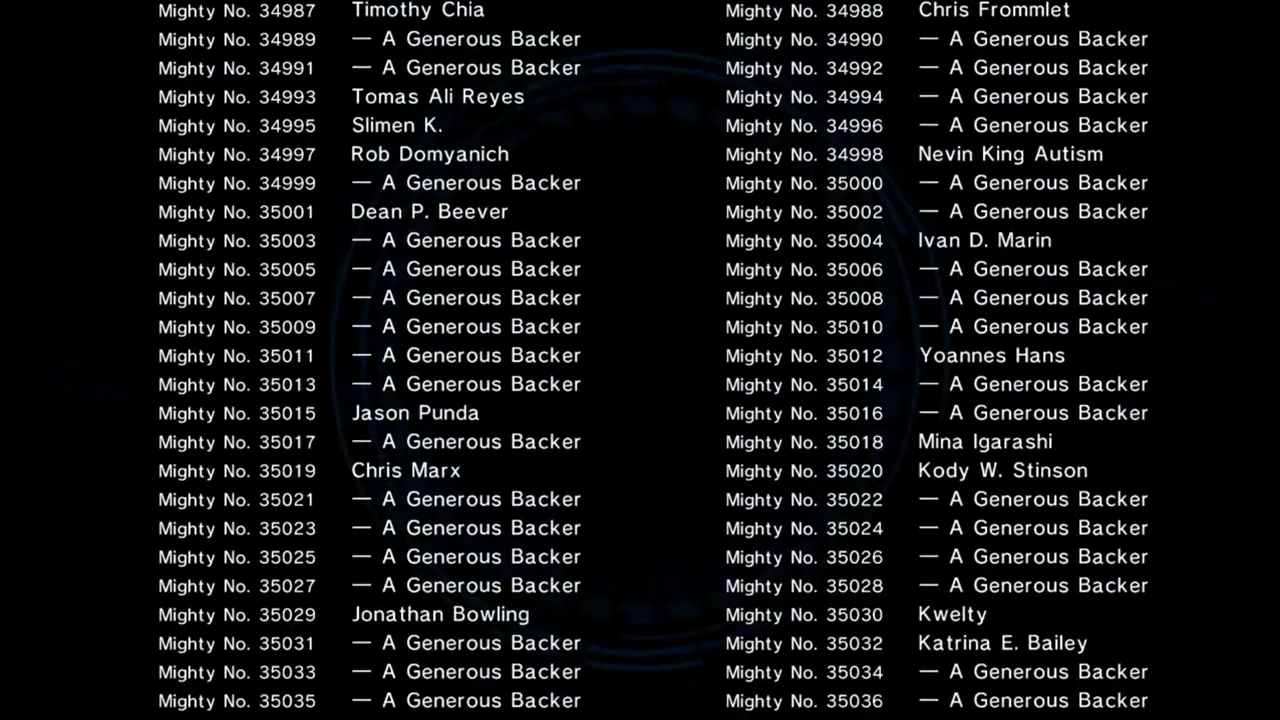 Mighty No. 34987 Timothy Chia Mighty No. 34988 Chris Frommlet
Mighty No. 34989 — A Generous Backer Mighty No. 34990 — A Generous Backer
Mighty No. 34991 — A Generous Backer Mighty No. 34992 — A Generous Backer
Mighty No. 34993 Tomas Ali Reyes Mighty No. 34994 — A Generous Backer
Mighty No. 34995 Slimen K. Mighty No. 34996 — A Generous Backer
Mighty No. 34997 Rob Domyanich Mighty No. 34998 Nevin King Autism
Mighty No. 34999 — A Generous Backer Mighty No. 35000 — A Generous Backer
Mighty No. 35001 Dean P. Beever Mighty No. 35002 — A Generous Backer
Mighty No. 35003 — A Generous Backer Mighty No. 35004 Ivan D. Marin
Mighty No. 35005 — A Generous Backer Mighty No. 35006 — A Generous Backer
Mighty No. 35007 — A Generous Backer Mighty No. 35008 — A Generous Backer
Mighty No. 35009 — A Generous Backer Mighty No. 35010 — A Generous Backer
Mighty No. 35011 — A Generous Backer Mighty No. 35012 Yoannes Hans
Mighty No. 35013 — A Generous Backer Mighty No. 35014 — A Generous Backer
Mighty No. 35015 Jason Punda Mighty No. 35016 — A Generous Backer
Mighty No. 35017 — A Generous Backer Mighty No. 35018 Mina Igarashi
Mighty No. 35019 Chris Marx Mighty No. 35020 Kody W. Stinson
Mighty No. 35021 — A Generous Backer Mighty No. 35022 — A Generous Backer
Mighty No. 35023 — A Generous Backer Mighty No. 35024 — A Generous Backer
Mighty No. 35025 — A Generous Backer Mighty No. 35026 — A Generous Backer
Mighty No. 35027 — A Generous Backer Mighty No. 35028 — A Generous Backer
Mighty No. 35029 Jonathan Bowling Mighty No. 35030 Kwelty
Mighty No. 35031 — A Generous Backer Mighty No. 35032 Katrina E. Bailey
Mighty No. 35033 — A Generous Backer Mighty No. 35034 — A Generous Backer
Mighty No. 35035 — A Generous Backer Mighty No. 35036 — A Generous Backer